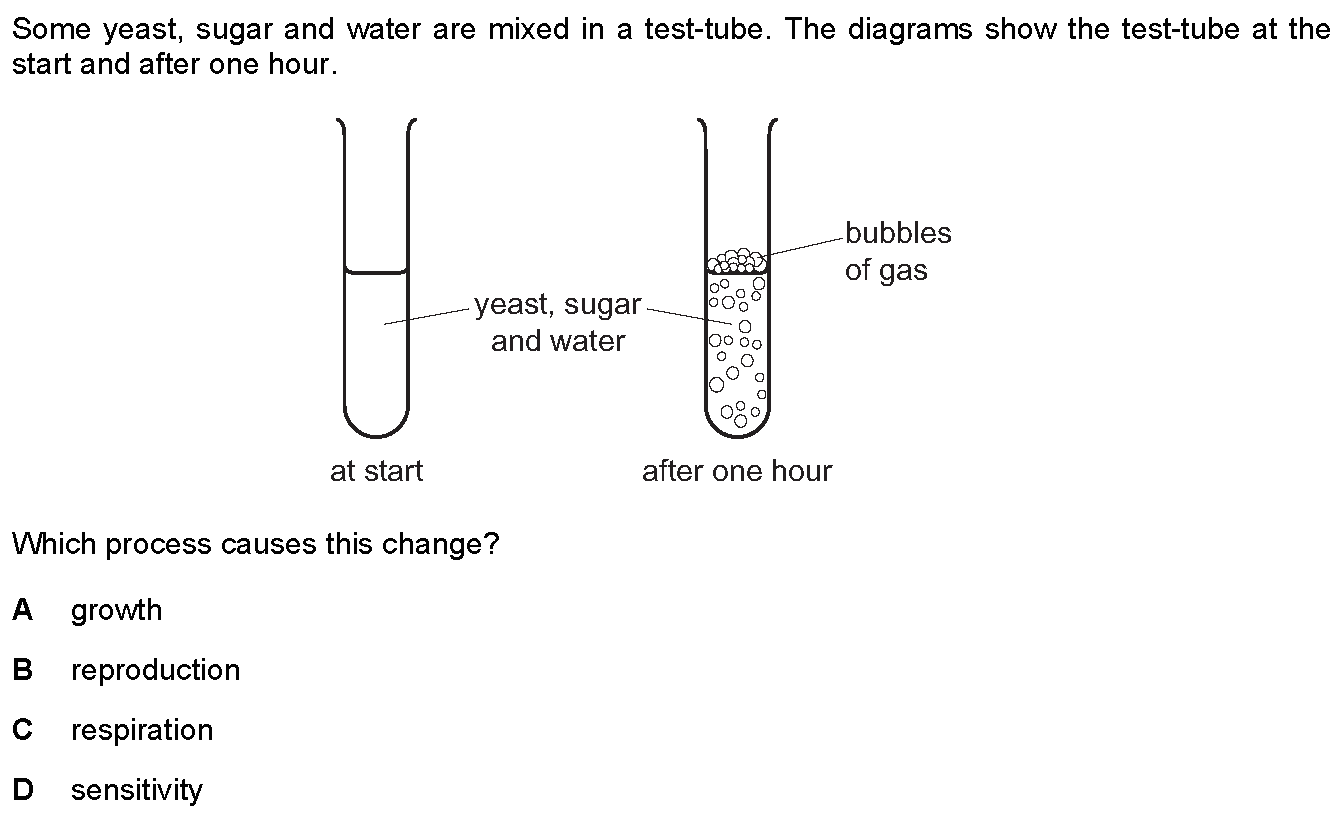 Some yeast, sugar and water are mixed in a test-tube. The diagrams show the test-tube at the
start and after one hour.
bubbles
of gas
yeast, sugar
and water
at start
after one hour
Which process causes this change?
A growth
B reproduction
C respiration
D sensitivity